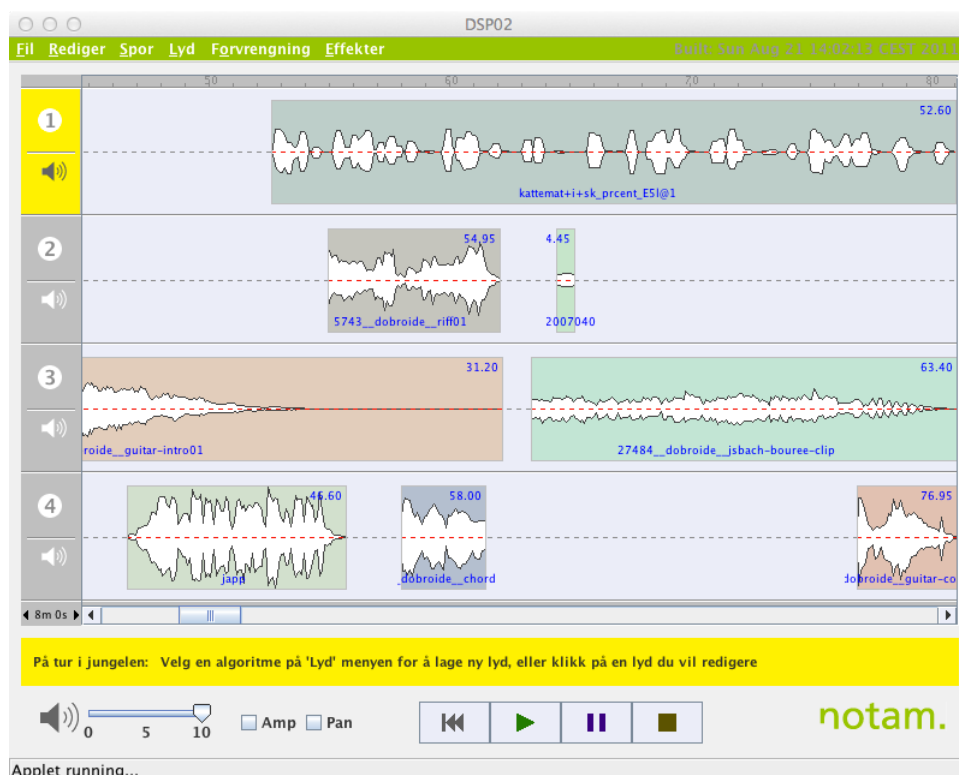 DSP02
Fil Rediger Spor Lyd Forvrengning Effekter Built: Sun Aug 21 14:02:13 CEST 2011
50 60 70 80
1
52.60
kattemat+i+sk_prcent_E5l@1
2
54.95 4.45
5743__dobroide__riff01 2007040
3
31.20 63.40
roide__guitar-intro01 27484__dobroide__jsbach-bouree-clip
4
46.60 58.00 76.95
japp _dobroide__chord dobroide__guitar-co
8m 0s
På tur i jungelen: Velg en algoritme på 'Lyd' menyen for å lage ny lyd, eller klikk på en lyd du vil redigere
0 5 10 Amp Pan notam.
Applet running...